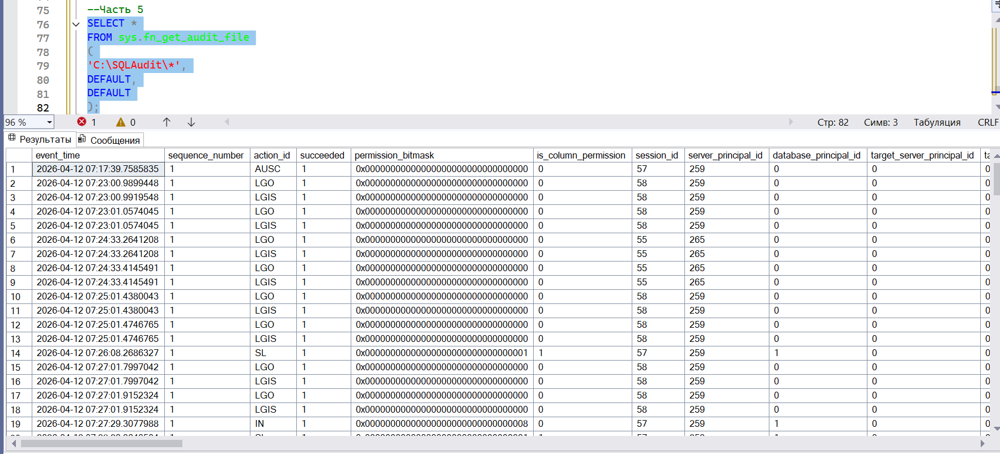 75 --Часть 5
76 SELECT *
77 FROM sys.fn_get_audit_file
78 (
79 'C:\SQLAudit\*',
80 DEFAULT,
81 DEFAULT
82 );
96 % 1 0 Стр: 82 Симв: 3 Табуляция CRLF
Результаты Сообщения
event_time sequence_number action_id succeeded permission_bitmask is_column_permission session_id server_principal_id database_principal_id target_server_principal_id
1 2026-04-12 07:17:39.7585835 1 AUSC 1 0x00000000000000000000000000000000 0 57 259 0 0 0
2 2026-04-12 07:23:00.9899448 1 LGO 1 0x00000000000000000000000000000000 0 58 259 0 0 0
3 2026-04-12 07:23:00.9919548 1 LGIS 1 0x00000000000000000000000000000000 0 58 259 0 0 0
4 2026-04-12 07:23:01.0574045 1 LGO 1 0x00000000000000000000000000000000 0 58 259 0 0 0
5 2026-04-12 07:23:01.0574045 1 LGIS 1 0x00000000000000000000000000000000 0 58 259 0 0 0
6 2026-04-12 07:24:33.2641208 1 LGO 1 0x00000000000000000000000000000000 0 55 265 0 0 0
7 2026-04-12 07:24:33.2641208 1 LGIS 1 0x00000000000000000000000000000000 0 55 265 0 0 0
8 2026-04-12 07:24:33.4145491 1 LGO 1 0x00000000000000000000000000000000 0 55 265 0 0 0
9 2026-04-12 07:24:33.4145491 1 LGIS 1 0x00000000000000000000000000000000 0 55 265 0 0 0
10 2026-04-12 07:25:01.4380043 1 LGO 1 0x00000000000000000000000000000000 0 58 259 0 0 0
11 2026-04-12 07:25:01.4380043 1 LGIS 1 0x00000000000000000000000000000000 0 58 259 0 0 0
12 2026-04-12 07:25:01.4746765 1 LGO 1 0x00000000000000000000000000000000 0 58 259 0 0 0
13 2026-04-12 07:25:01.4746765 1 LGIS 1 0x00000000000000000000000000000000 0 58 259 0 0 0
14 2026-04-12 07:26:08.2686327 1 SL 1 0x00000000000000000000000000000001 1 57 259 1 0 0
15 2026-04-12 07:27:01.7997042 1 LGO 1 0x00000000000000000000000000000000 0 58 259 0 0 0
16 2026-04-12 07:27:01.7997042 1 LGIS 1 0x00000000000000000000000000000000 0 58 259 0 0 0
17 2026-04-12 07:27:01.9152324 1 LGO 1 0x00000000000000000000000000000000 0 58 259 0 0 0
18 2026-04-12 07:27:01.9152324 1 LGIS 1 0x00000000000000000000000000000000 0 58 259 0 0 0
19 2026-04-12 07:27:29.3077988 1 IN 1 0x00000000000000000000000000000008 0 57 259 1 0 0